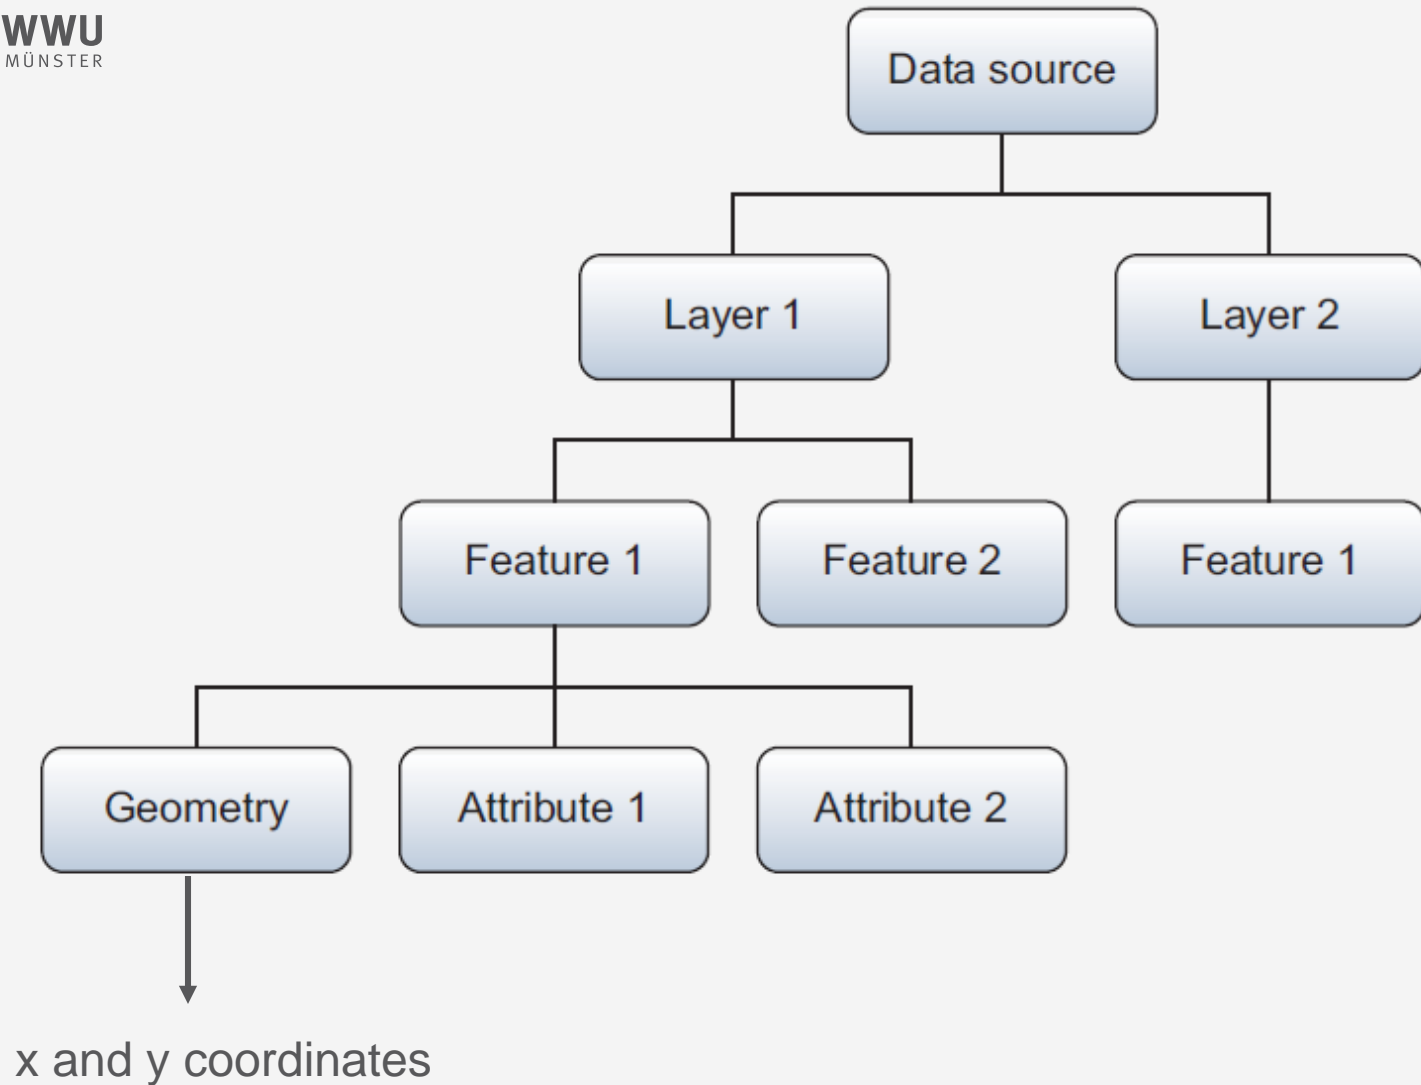 WWU
MÜNSTER
Data source
Layer 1
Layer 2
Feature 1
Feature 2
Feature 1
Geometry
Attribute 1
Attribute 2
x and y coordinates